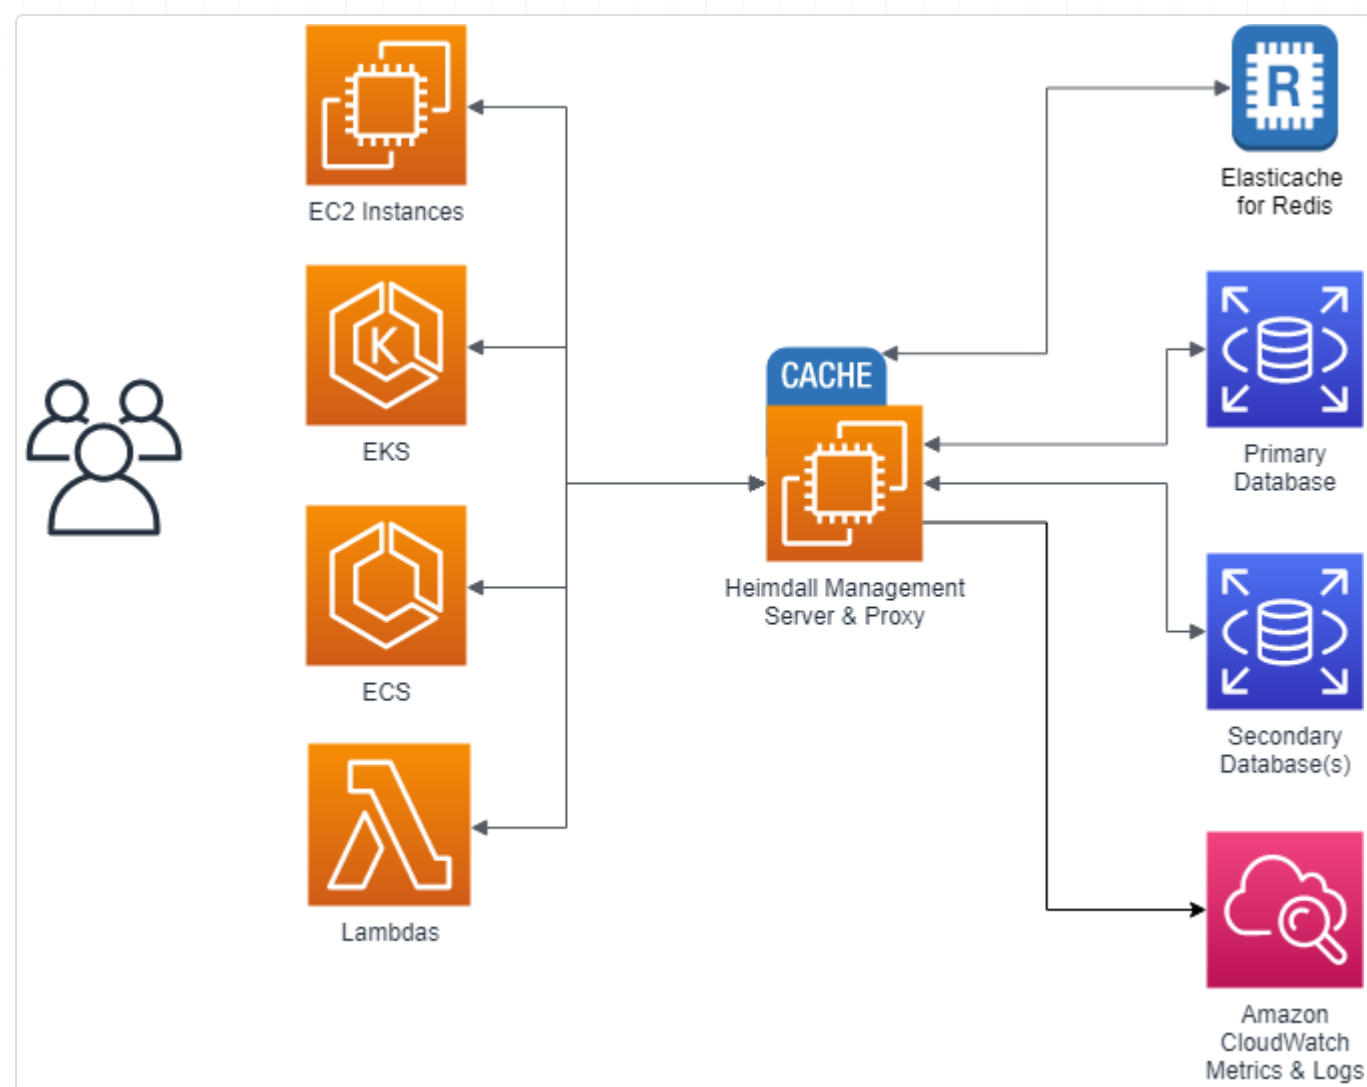 EC2 Instances
EKS
K
ECS
Lambdas
CACHE
Heimdall Management
Server & Proxy
R
Elasticache
for Redis
Primary
Database
Secondary
Database(s)
Amazon
CloudWatch
Metrics & Logs